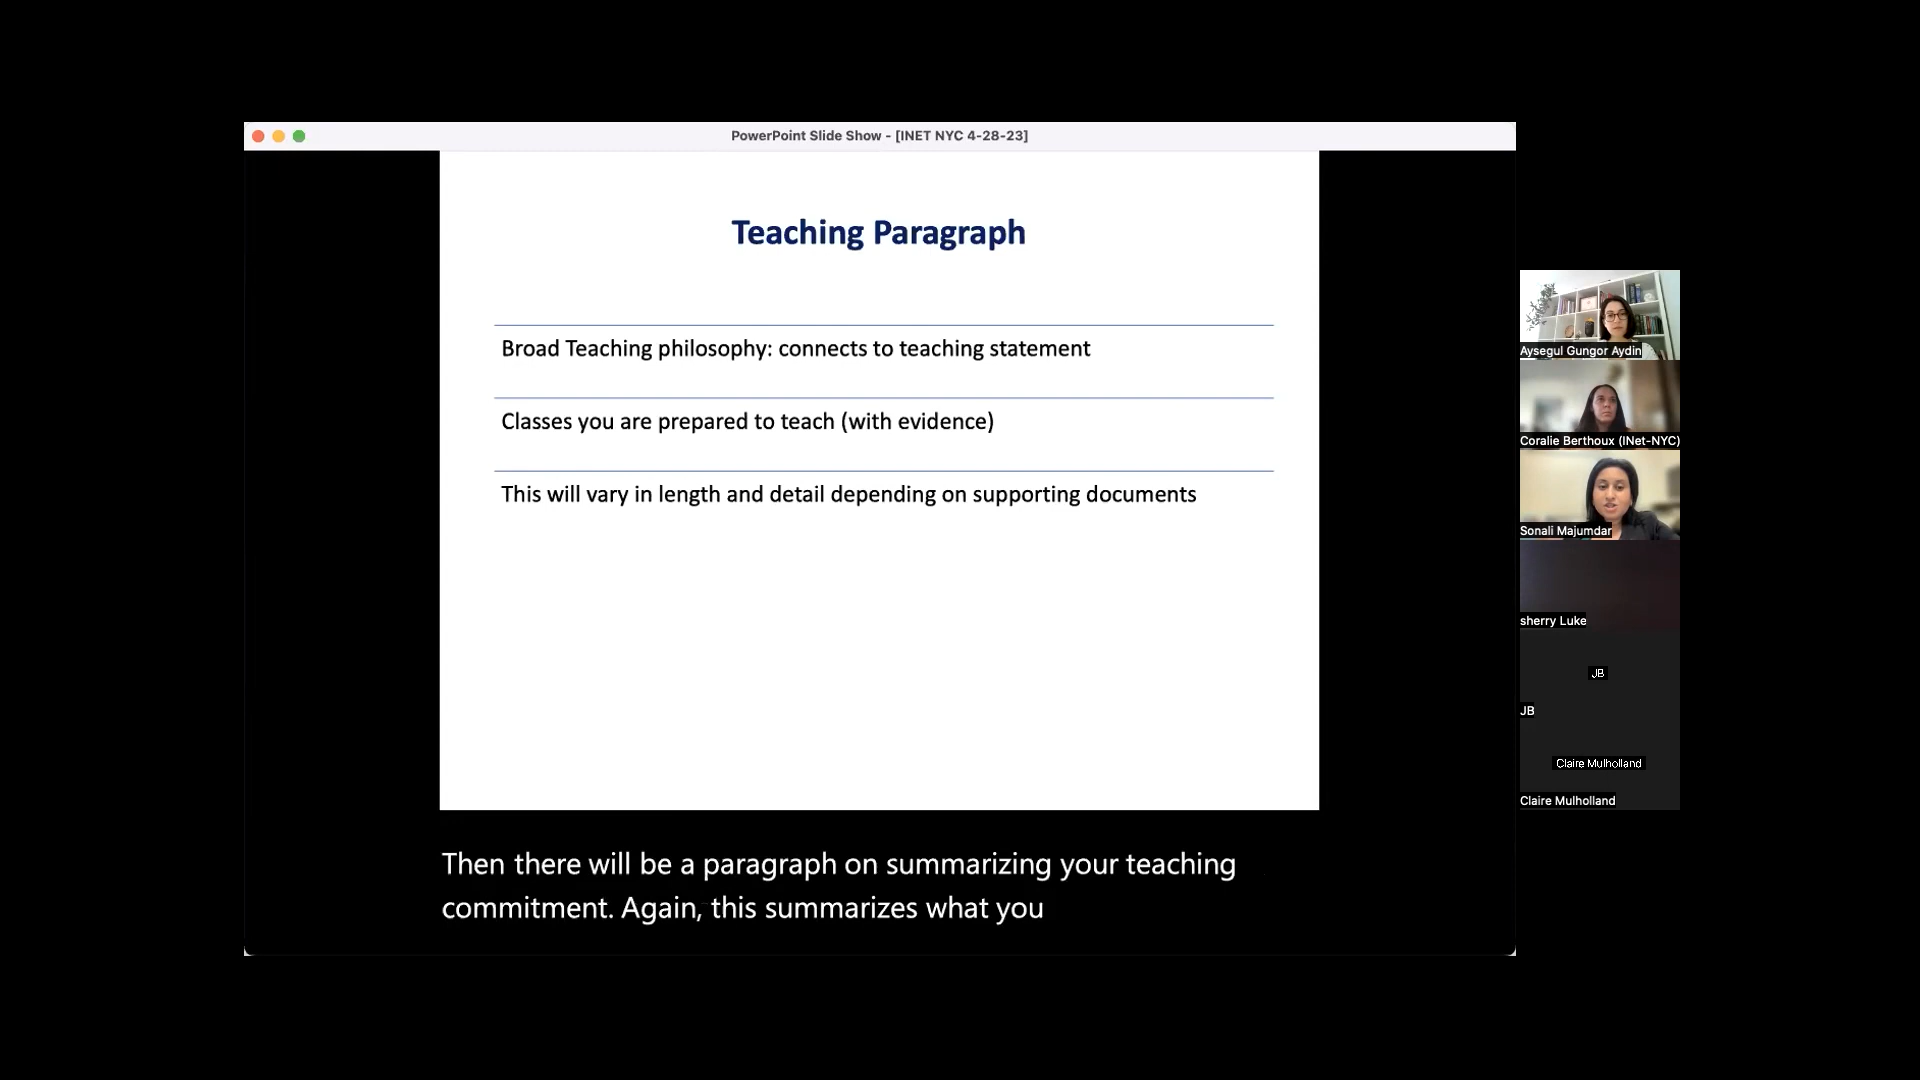 PowerPoint Slide Show - [INET NYC 4-28-23]
Teaching Paragraph
Broad Teaching philosophy: connects to teaching statement
Classes you are prepared to teach (with evidence)
This will vary in length and detail depending on supporting documents
Then there will be a paragraph on summarizing your teaching
commitment. Again, this summarizes what you
Aysegul Gungor Aydin
Coralie Berthoux (INet-NYC)
Sonali Majumdar
sherry Luke
JB
JB
Claire Mulholland
Claire Mulholland